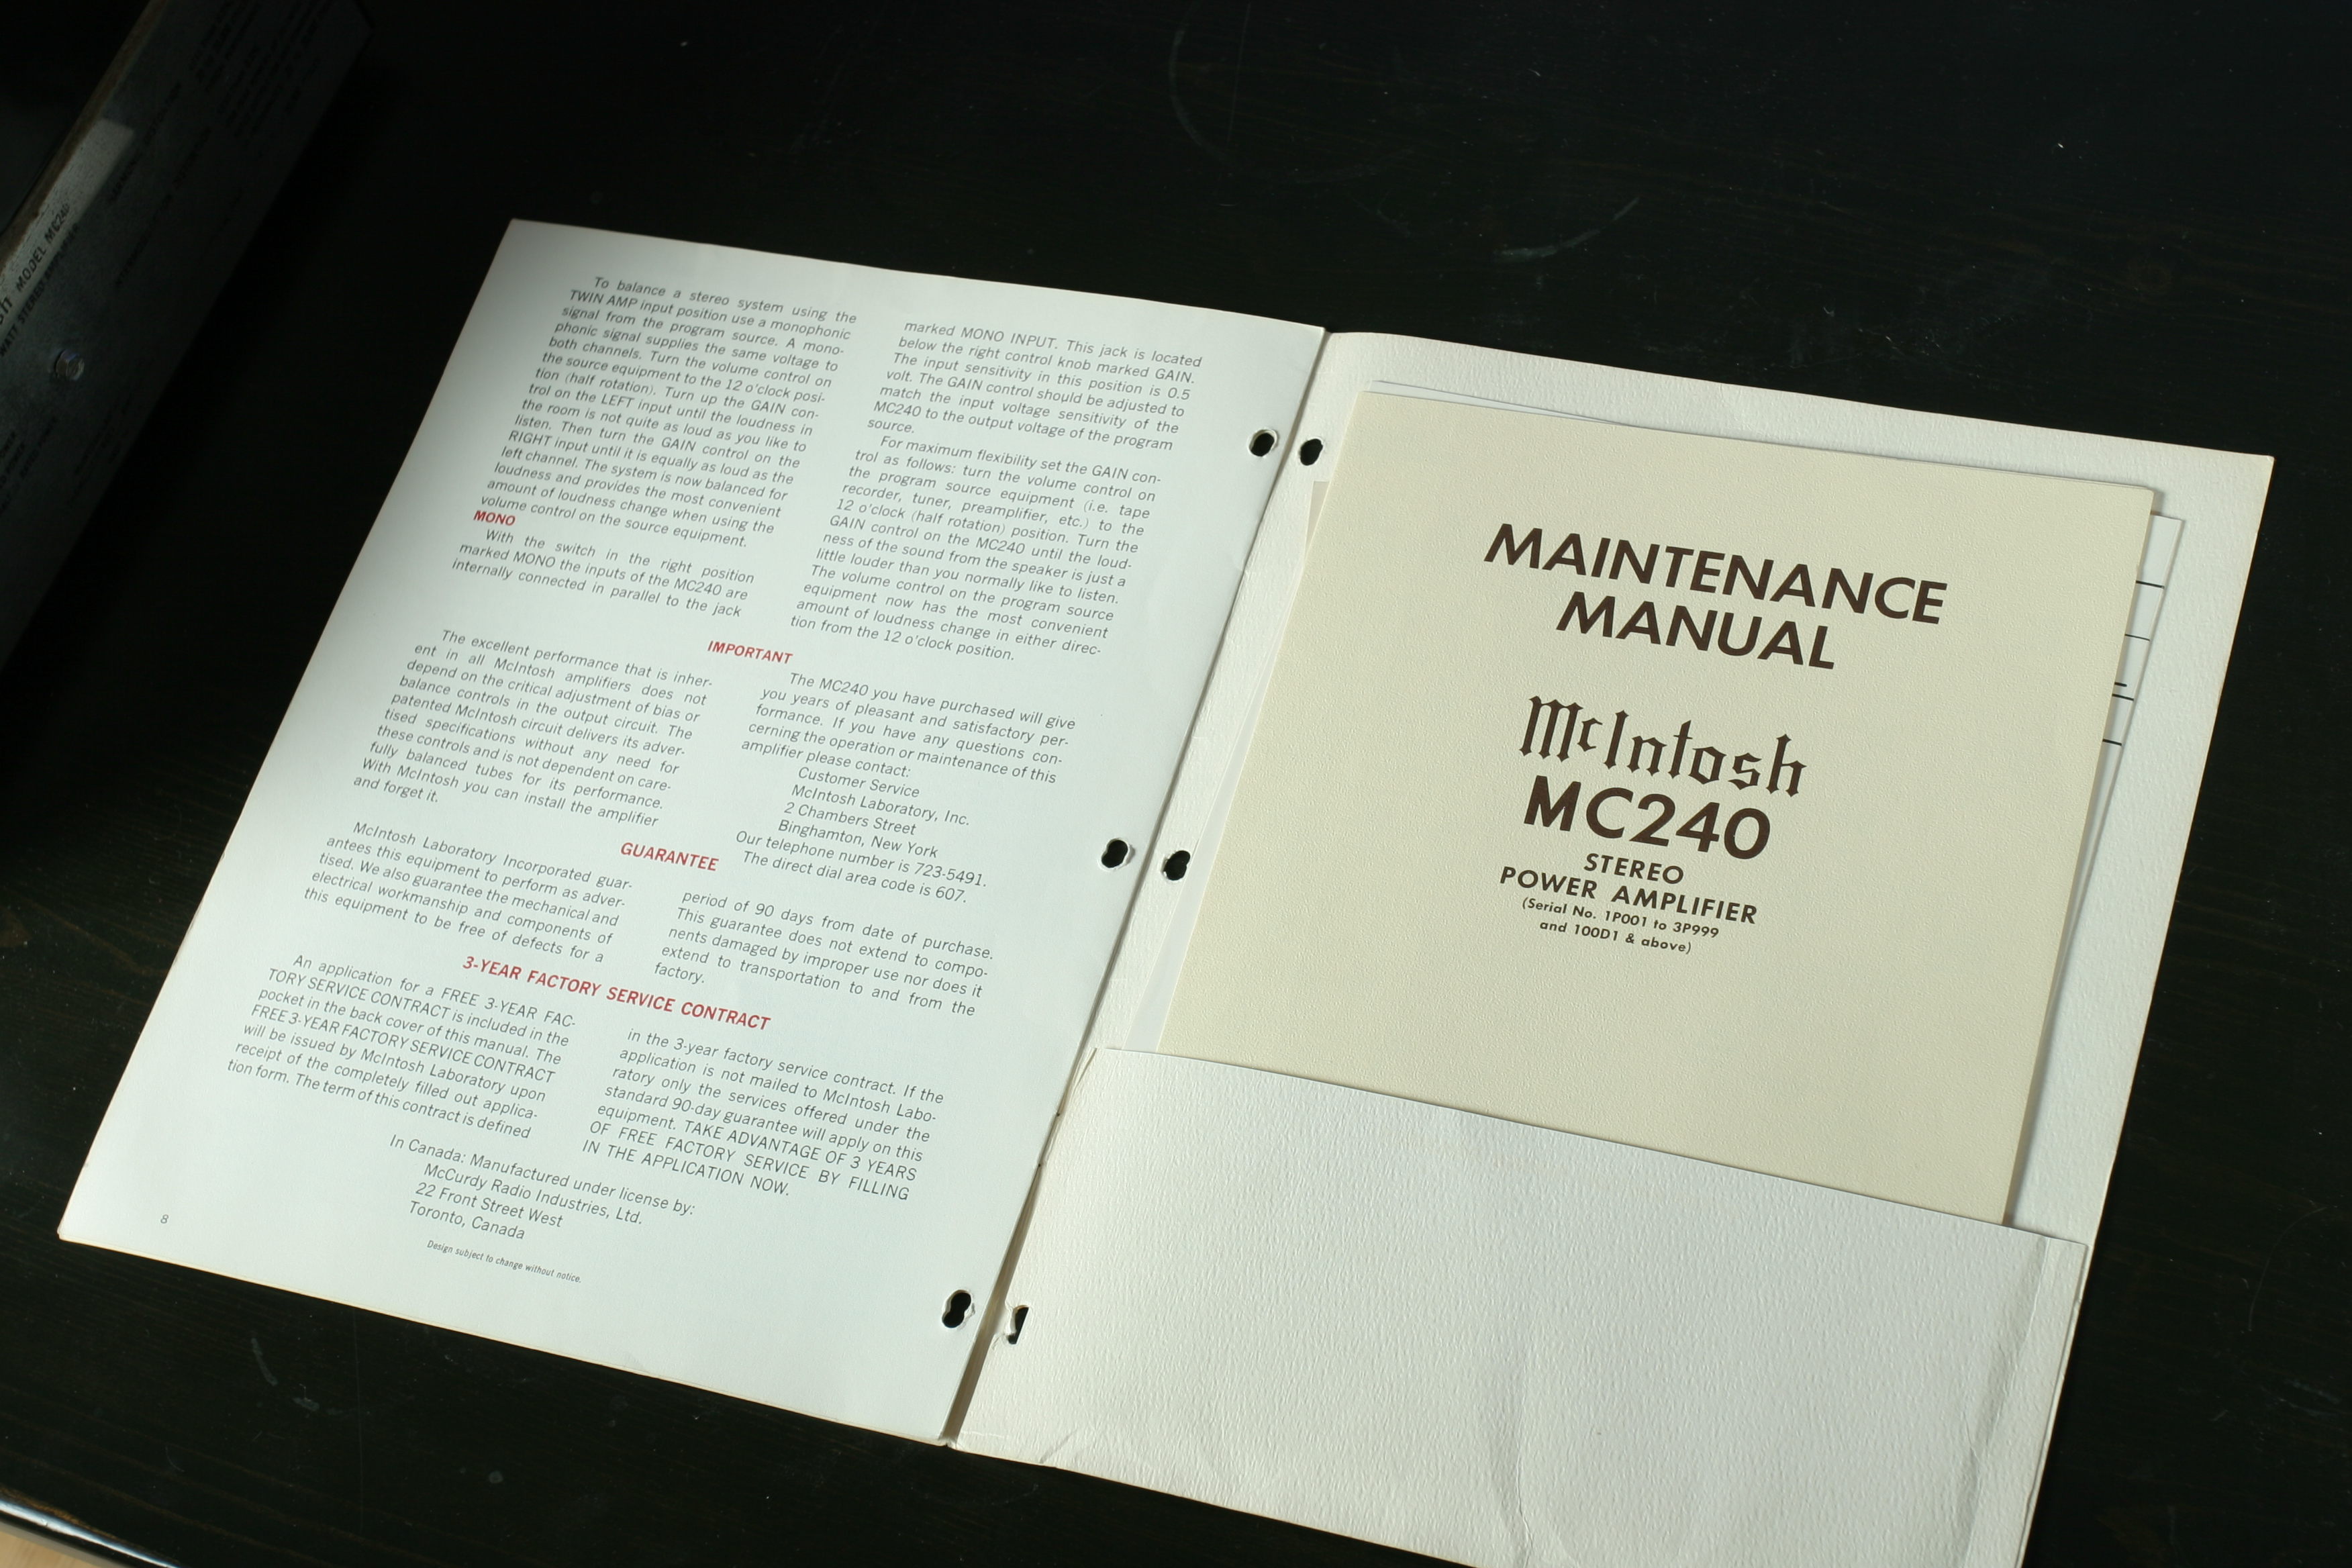 MODEL MC240
To balance a stereo system using the
TWIN AMP input position use a monophonic
signal from the program source. A mono-
phonic signal supplies the same voltage to
both channels. Turn the volume control on
the source equipment to the 12 o'clock posi-
tion (half rotation). Turn up the GAIN con-
trol on the LEFT input until the loudness in
the room is not quite as loud as you like to
listen. Then turn the GAIN control on the
RIGHT input until it is equally as loud as the
left channel. The system is now balanced for
loudness and provides the most convenient
amount of loudness change when using the
volume control on the source equipment.
MONO
With the switch in the right position
marked MONO the inputs of the MC240 are
internally connected in parallel to the jack
marked MONO INPUT. This jack is located
below the right control knob marked GAIN.
The input sensitivity in this position is 0.5
volt. The GAIN control should be adjusted to
match the input voltage sensitivity of the
MC240 to the output voltage of the program
source.
For maximum flexibility set the GAIN con-
trol as follows: turn the volume control on
the program source equipment (i.e. tape
recorder, tuner, preamplifier, etc.) to the
12 o'clock (half rotation) position. Turn the
GAIN control on the MC240 until the loud-
ness of the sound from the speaker is just a
little louder than you normally like to listen.
The volume control on the program source
equipment now has the most convenient
amount of loudness change in either direc-
tion from the 12 o'clock position.
IMPORTANT
The excellent performance that is inher-
ent in all McIntosh amplifiers does not
depend on the critical adjustment of bias or
balance controls in the output circuit. The
patented McIntosh circuit delivers its adver-
tised specifications without any need for
these controls and is not dependent on care-
fully balanced tubes for its performance.
With McIntosh you can install the amplifier
and forget it.
The MC240 you have purchased will give
you years of pleasant and satisfactory per-
formance. If you have any questions con-
cerning the operation or maintenance of this
amplifier please contact:
Customer Service
McIntosh Laboratory, Inc.
2 Chambers Street
Binghamton, New York
Our telephone number is 723-5491.
The direct dial area code is 607.
GUARANTEE
McIntosh Laboratory Incorporated guar-
antees this equipment to perform as adver-
tised. We also guarantee the mechanical and
electrical workmanship and components of
this equipment to be free of defects for a
period of 90 days from date of purchase.
This guarantee does not extend to compo-
nents damaged by improper use nor does it
extend to transportation to and from the
factory.
3-YEAR FACTORY SERVICE CONTRACT
An application for a FREE 3-YEAR FAC-
TORY SERVICE CONTRACT is included in the
pocket in the back cover of this manual. The
FREE 3-YEAR FACTORY SERVICE CONTRACT
will be issued by McIntosh Laboratory upon
receipt of the completely filled out applica-
tion form. The term of this contract is defined
in the 3-year factory service contract. If the
application is not mailed to McIntosh Labo-
ratory only the services offered under the
standard 90-day guarantee will apply on this
equipment. TAKE ADVANTAGE OF 3 YEARS
OF FREE FACTORY SERVICE BY FILLING
IN THE APPLICATION NOW.
In Canada: Manufactured under license by:
McCurdy Radio Industries, Ltd.
22 Front Street West
Toronto, Canada
8
Design subject to change without notice.
MAINTENANCE
MANUAL
McIntosh
MC240
STEREO
POWER AMPLIFIER
(Serial No. 1P001 to 3P999
and 100D1 & above)